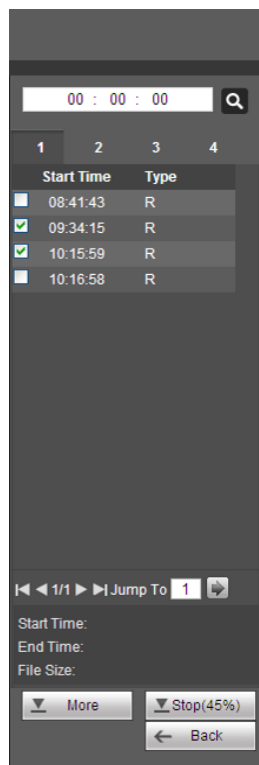 00 : 00 : 00
1 2 3 4
Start Time Type
08:41:43 R
09:34:15 R
10:15:59 R
10:16:58 R
1/1 Jump To 1
Start Time:
End Time:
File Size:
More Stop(45%)
Back